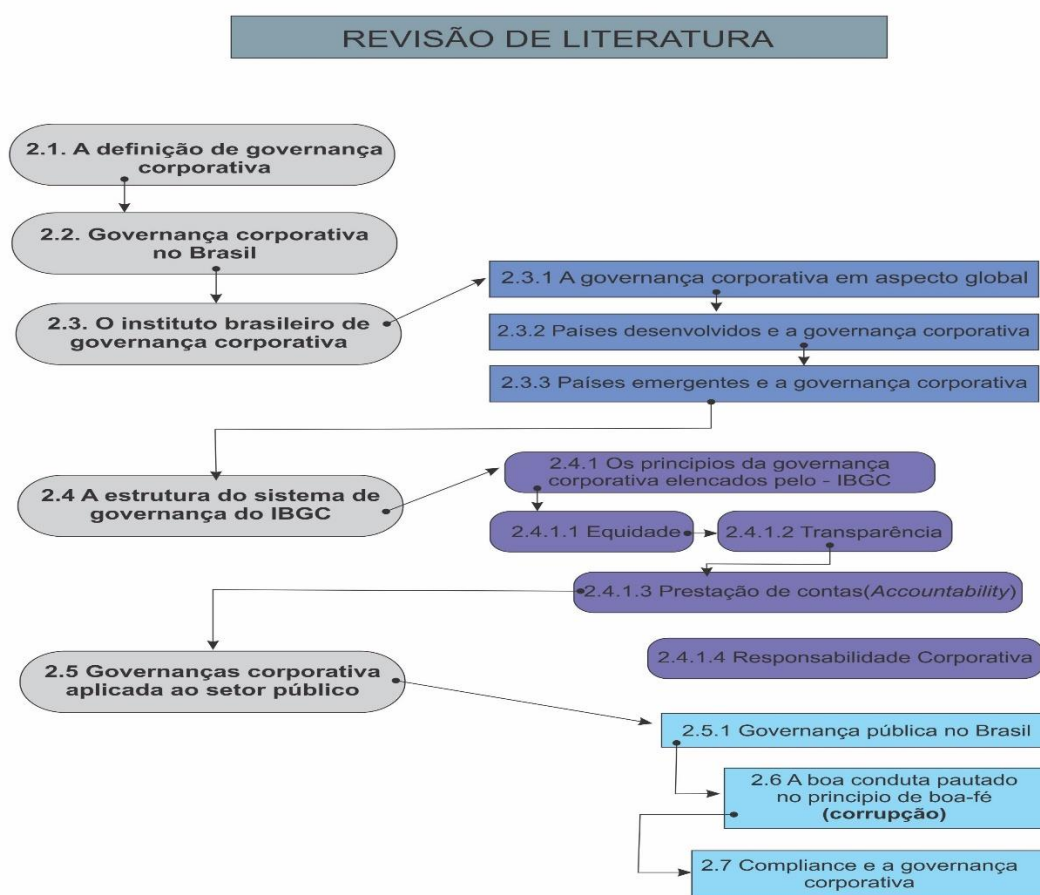 REVISÃO DE LITERATURA
2.1. A definição de governança
corporativa
2.2. Governança corporativa
no Brasil
2.3. O instituto brasileiro de
governança corporativa
2.3.1 A governança corporativa em aspecto global
2.3.2 Países desenvolvidos e a governança corporativa
2.3.3 Países emergentes e a governança corporativa
2.4 A estrutura do sistema de
governança do IBGC
2.4.1 Os principios da governança
corporativa elencados pelo - IBGC
2.4.1.1 Equidade
2.4.1.2 Transparência
2.4.1.3 Prestação de contas(Accountability)
2.4.1.4 Responsabilidade Corporativa
2.5 Governanças corporativa
aplicada ao setor público
2.5.1 Governança pública no Brasil
2.6 A boa conduta pautado
no principio de boa-fé
(corrupção)
2.7 Compliance e a governança
corporativa